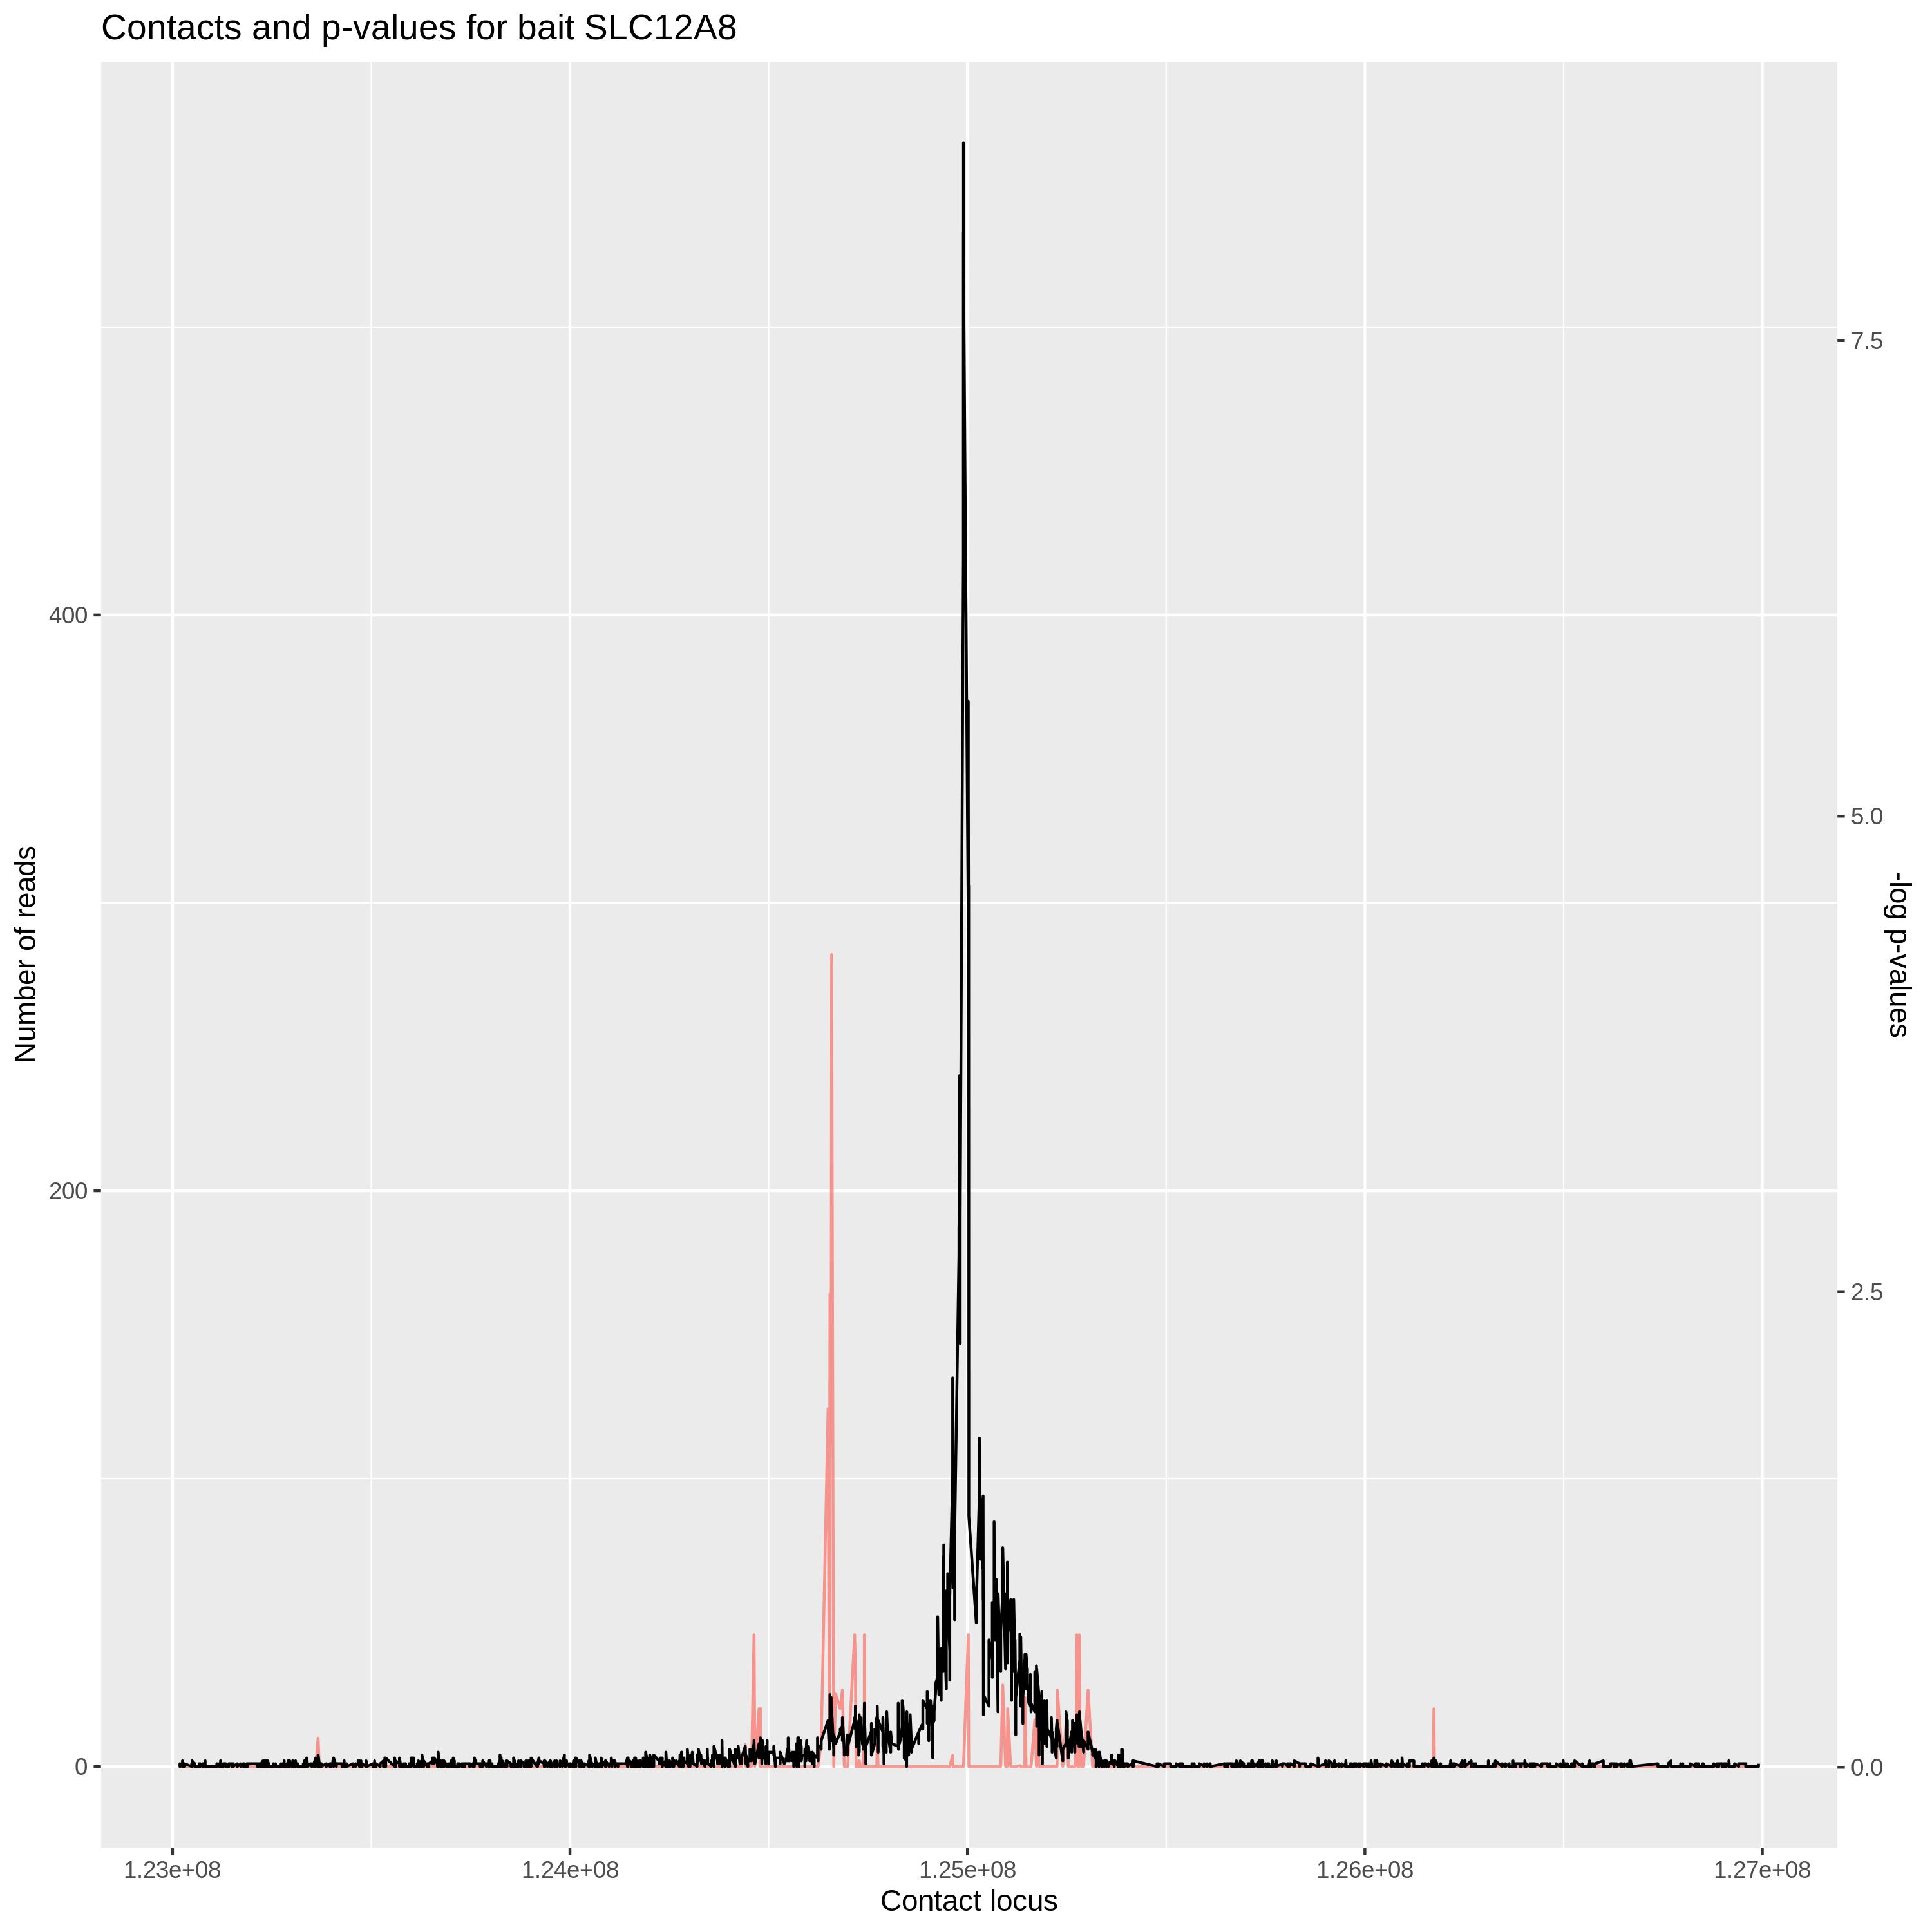 Contacts and p-values for bait SLC12A8
Number of reads
400
200
0
7.5
5.0
2.5
0.0
-log p-values
1.23e+08
1.24e+08
1.25e+08
1.26e+08
1.27e+08
Contact locus